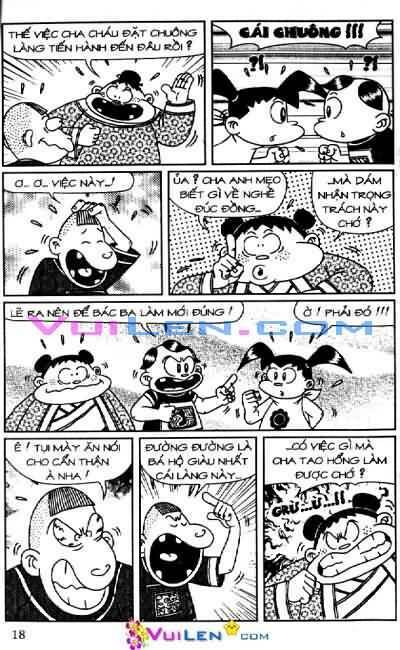 THẾ VIỆC CHA CHÁU ĐẶT CHUÔNG
LÀNG TIẾN HÀNH ĐẾN ĐÂU RỒI ?
CÁI CHUÔNG !!!
?!
?!
Ơ... Ơ... VIỆC NÀY...!
ỦA ? CHA ANH MẸO
BIẾT GÌ VỀ NGHỀ
ĐÚC ĐỒNG...
...MÀ DÁM
NHẬN TRỌNG
TRÁCH NÀY
CHỚ ?
LẼ RA NÊN ĐỂ BÁC BA LÀM MỚI ĐÚNG !
Ờ ! PHẢI ĐÓ !!!
VUILEN.COM
Ê ! TỤI MÀY ĂN NÓI
CHO CẨN THẬN
À NHA !
ĐƯỜNG ĐƯỜNG LÀ
BÁ HỘ GIÀU NHẤT
CÁI LÀNG NÀY...
...CÓ VIỆC GÌ MÀ
CHA TAO HỔNG LÀM
ĐƯỢC CHỚ ?
GRỪ...Ừ...!!
18
VUILEN.COM